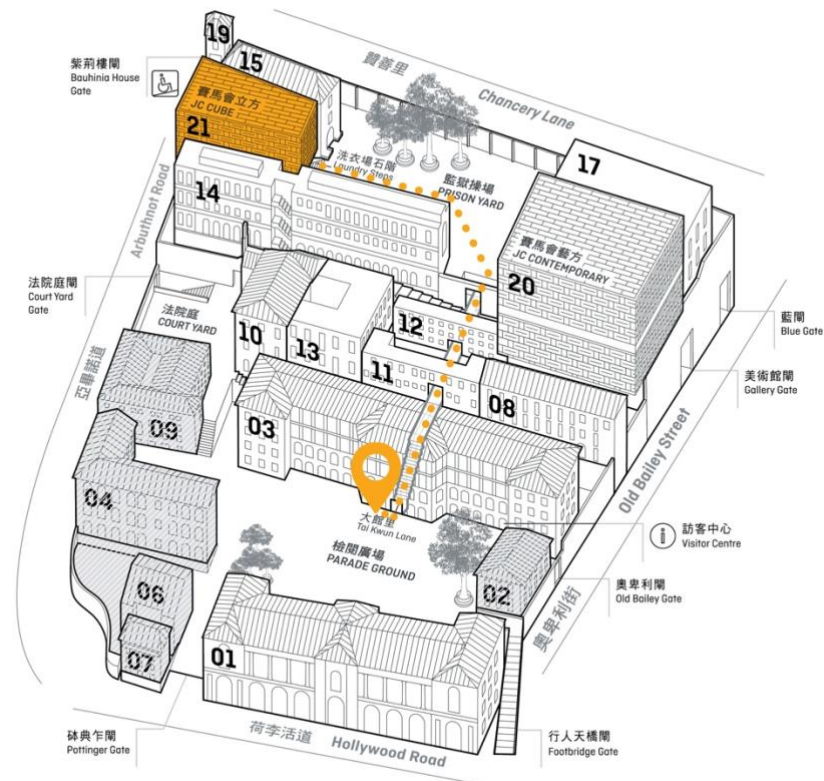 19
15
紫荊樓閘
Bauhinia House
Gate
賽馬會立方
JC CUBE
21
贊善里
Chancery Lane
洗衣場石階
Laundry Steps
監獄操場
PRISON YARD
17
14
Arbuthnot Road
賽馬會藝方
JC CONTEMPORARY
20
法院庭閘
Court Yard
Gate
法院庭
COURT YARD
10
13
12
11
08
藍閘
Blue Gate
美術館閘
Gallery Gate
亞畢諾道
09
03
04
Old Bailey Street
大館里
Tai Kwun Lane
檢閱廣場
PARADE GROUND
訪客中心
Visitor Centre
02
奧卑利閘
Old Bailey Gate
奧卑利街
06
07
01
砵典乍閘
Pottinger Gate
荷李活道 Hollywood Road
行人天橋閘
Footbridge Gate